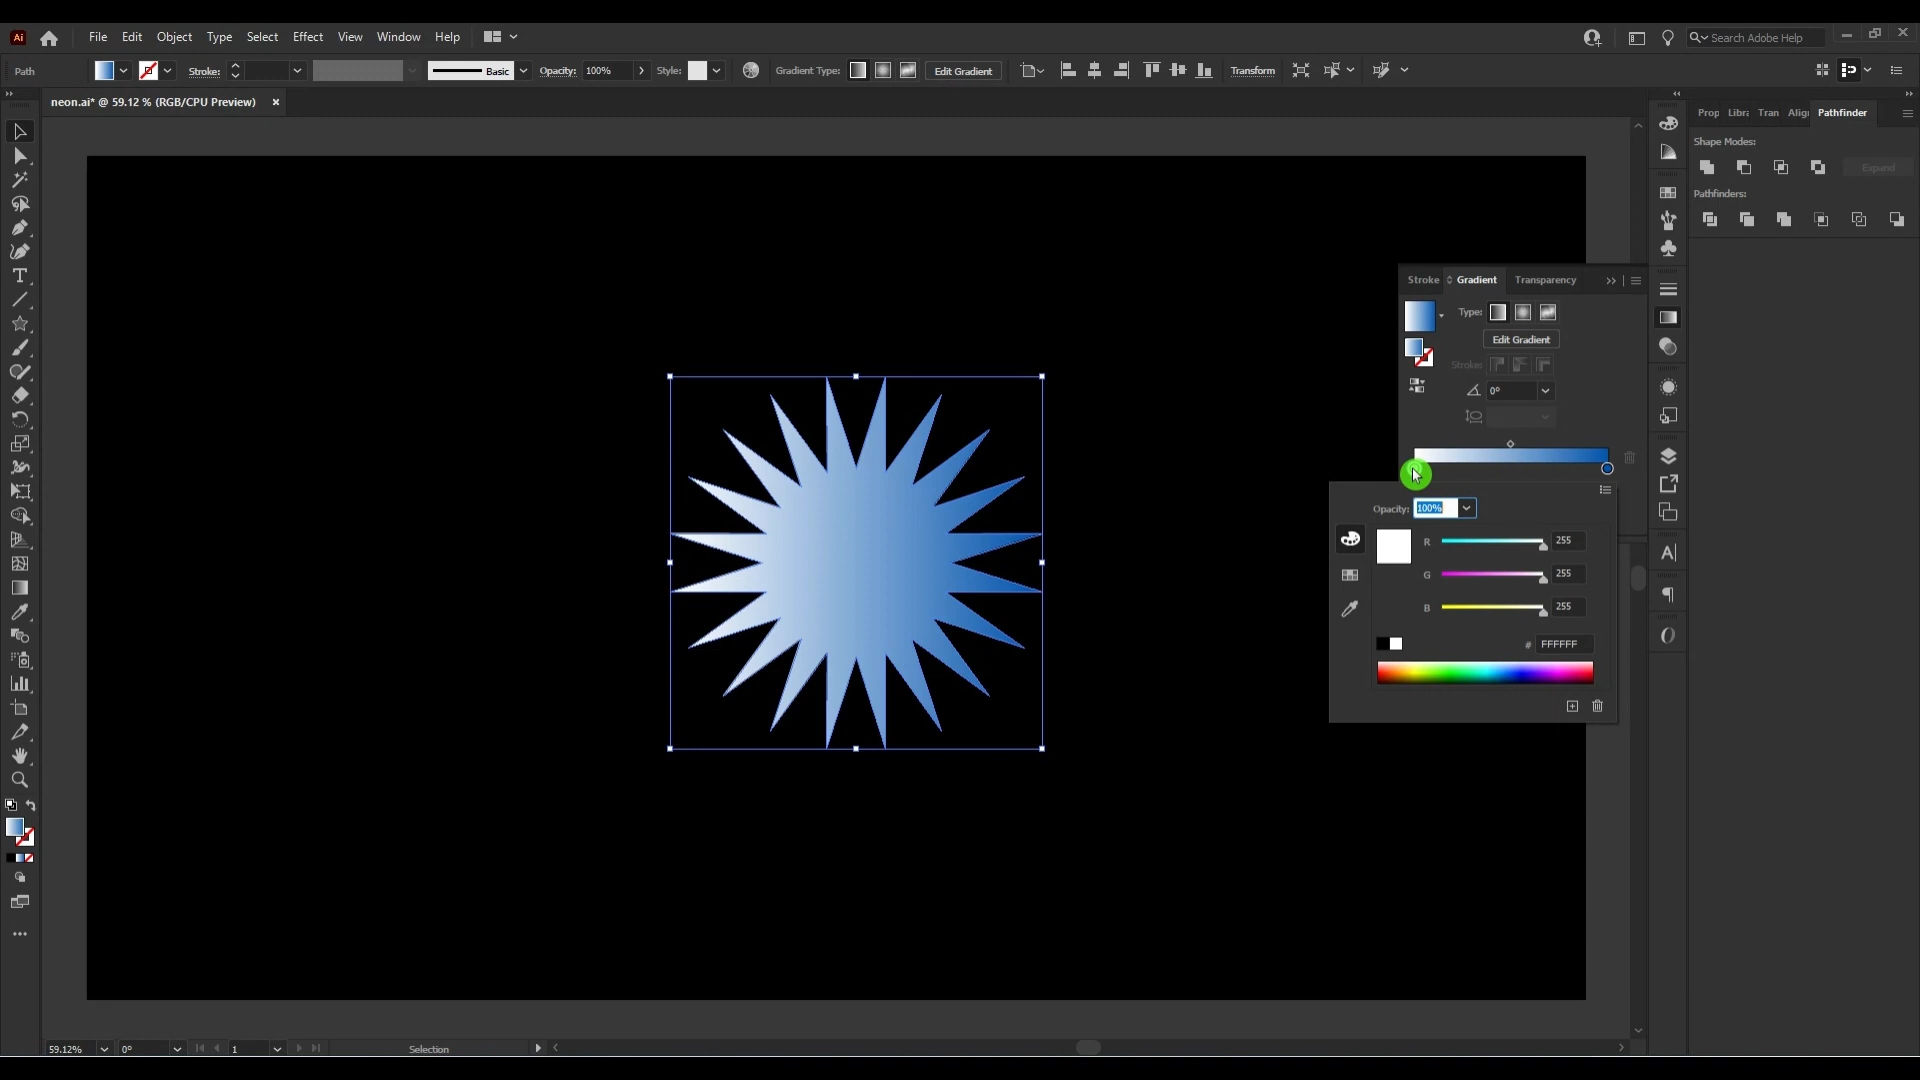 Ai File Edit Object Type Select Effect View Window Help Search Adobe Help
Path Stroke: Basic Opacity: 100% Style: Gradient Type: Edit Gradient Transform
neon.ai* @ 59.12 % (RGB/CPU Preview) ×
Prop Libra Tran Align Pathfinder
Shape Modes:
Expand
Pathfinders:
Stroke Gradient Transparency
Type:
Edit Gradient
Stroke:
0°
Opacity: 100%
R 255
G 255
B 255
# FFFFFF
59.12% 0° 1 Selection